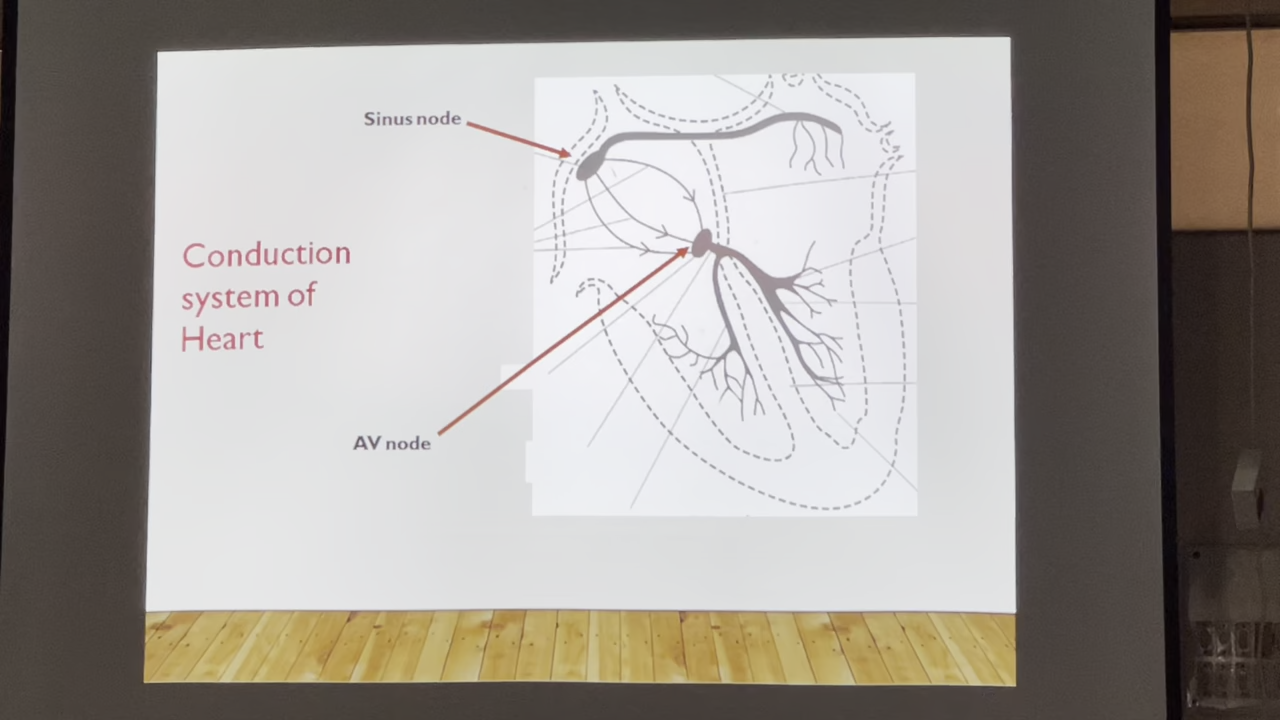 Sinus node
Conduction
system of
Heart
AV node